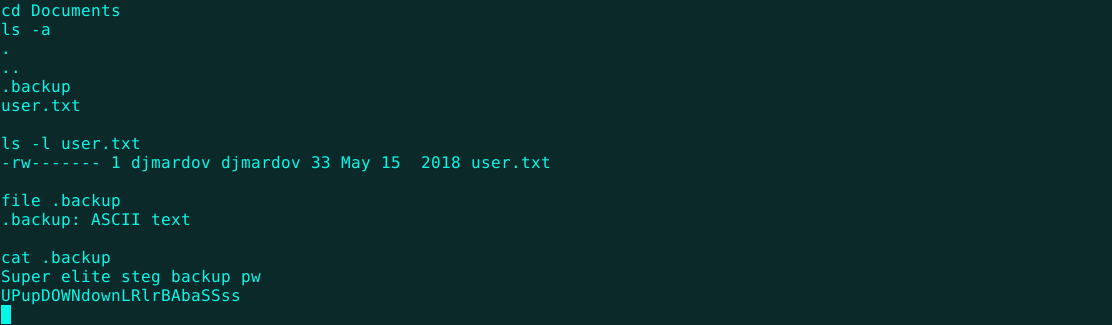 cd Documents
ls -a
.
..
.backup
user.txt
ls -l user.txt
-rw------- 1 djmardov djmardov 33 May 15  2018 user.txt
file .backup
.backup: ASCII text
cat .backup
Super elite steg backup pw
UPupDOWNdownLRlrBAbaSSss